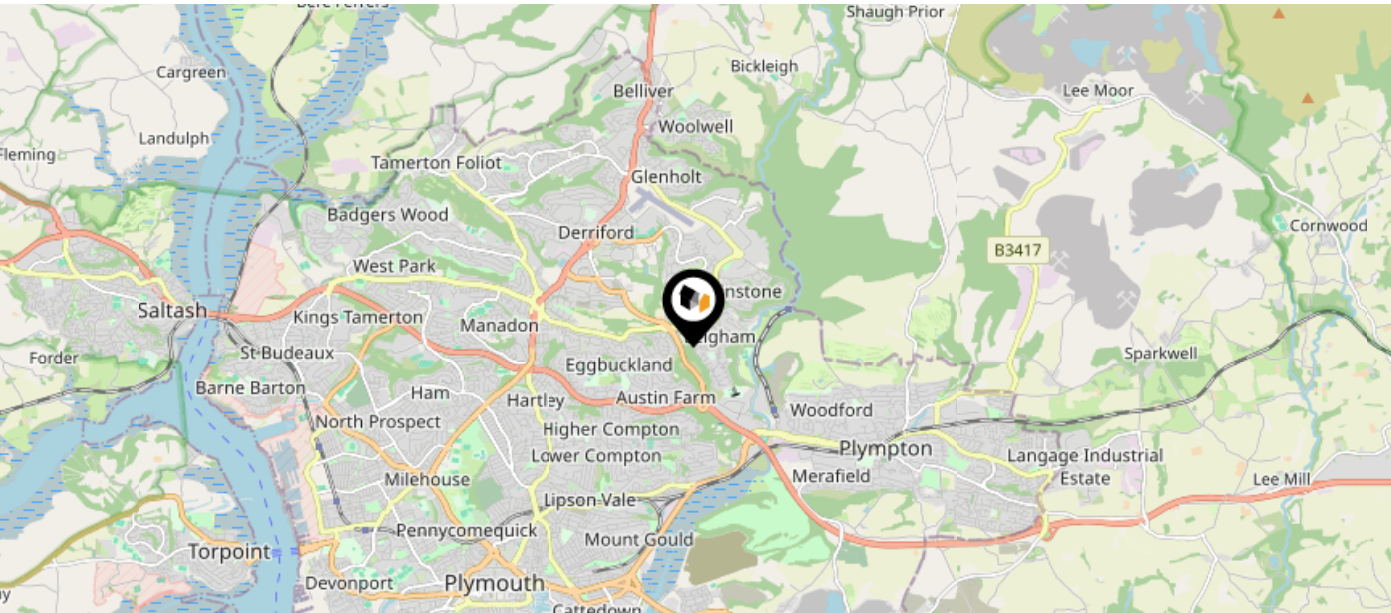 Shaugh Prior
Bickleigh
Cargreen
Belliver
Lee Moor
Woolwell
Landulph
Fleming
Tamerton Foliot
Glenholt
Badgers Wood
Cornwood
Derriford
B3417
West Park
Saltash
Kings Tamerton
Manadon
St Budeaux
Forder
Eggbuckland
Sparkwell
Barne Barton
Ham
Hartley
Austin Farm
Woodford
North Prospect
Higher Compton
Plympton
Lower Compton
Langage Industrial
Estate
Milehouse
Merafield
Lee Mill
Lipson Vale
Pennycomequick
Mount Gould
Torpoint
Devonport
Plymouth
Cattedown